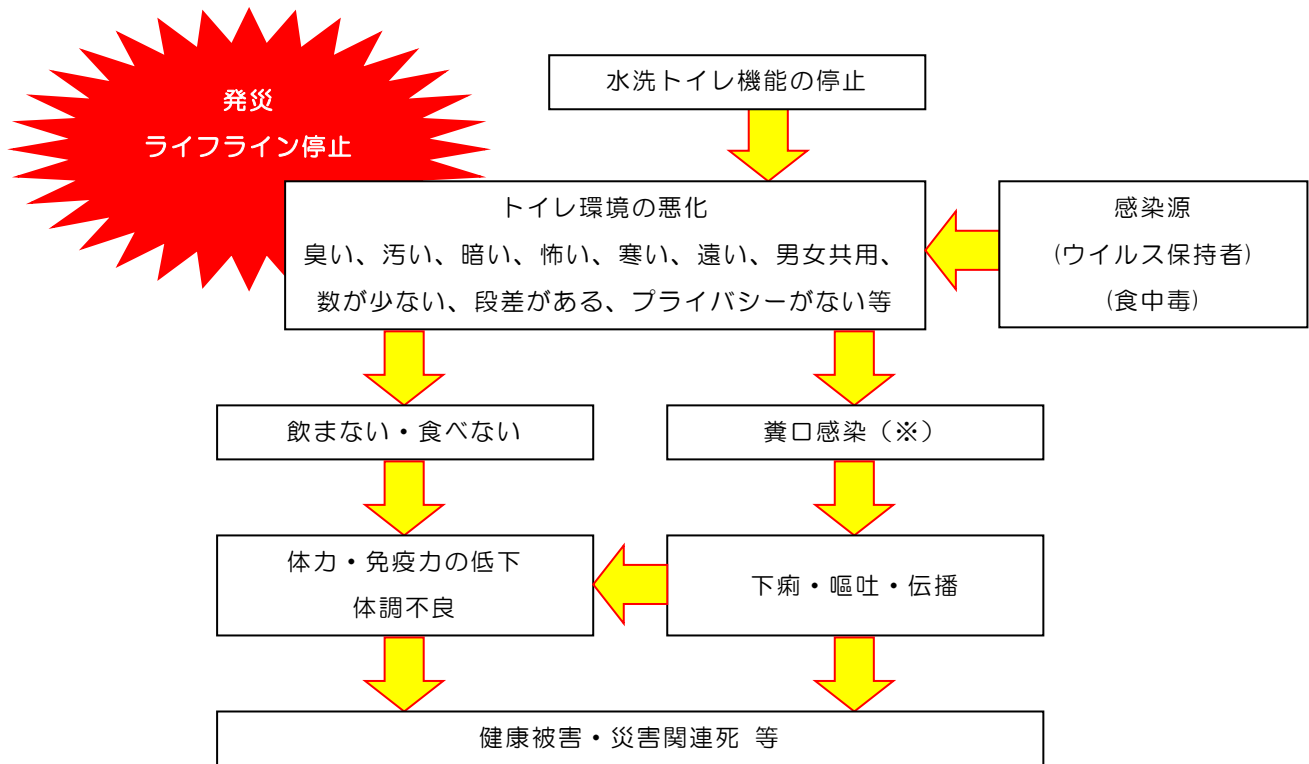 発災
ライフライン停止
水洗トイレ機能の停止
トイレ環境の悪化
臭い、汚い、暗い、怖い、寒い、遠い、男女共用、
数が少ない、段差がある、プライバシーがない等
感染源
(ウイルス保持者)
(食中毒)
飲まない・食べない
糞口感染（※）
体力・免疫力の低下
体調不良
下痢・嘔吐・伝播
健康被害・災害関連死 等